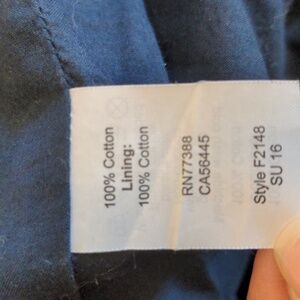 100% Cotton
Lining:
100% Cotton
RN77388
CA56445
Style F2148
SU 16